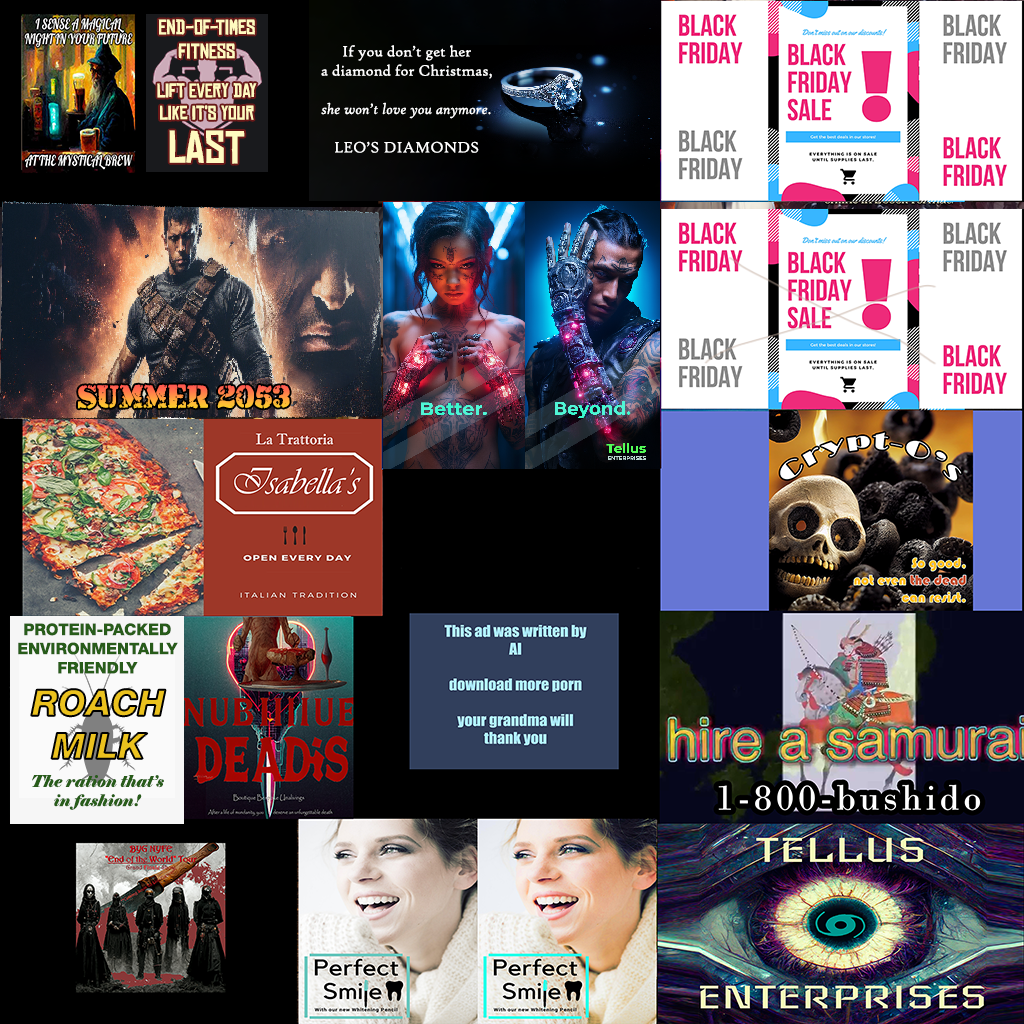 I SENSE A MAGICAL
NIGHT IN YOUR FUTURE
AT THE MYSTICAL BREW
END-OF-TIMES
FITNESS
LIFT EVERY DAY
LIKE IT'S YOUR
LAST
If you don't get her
a diamond for Christmas,
she won't love you anymore.
LEO'S DIAMONDS
BLACK
FRIDAY
BLACK
FRIDAY
Don't miss out on our discounts!
BLACK
FRIDAY
SALE
Get the best deals in our stores!
EVERYTHING IS ON SALE
UNTIL SUPPLIES LAST.
BLACK
FRIDAY
BLACK
FRIDAY
SUMMER 2053
Better.
Beyond.
Tellus
ENTERPRISES
BLACK
FRIDAY
BLACK
FRIDAY
Don't miss out on our discounts!
BLACK
FRIDAY
SALE
Get the best deals in our stores!
EVERYTHING IS ON SALE
UNTIL SUPPLIES LAST.
BLACK
FRIDAY
BLACK
FRIDAY
La Trattoria
Isabella's
OPEN EVERY DAY
ITALIAN TRADITION
Crypt-O's
So good.
not even the dead
can resist.
PROTEIN-PACKED
ENVIRONMENTALLY
FRIENDLY
ROACH
MILK
The ration that's
in fashion!
DEADiS
Boutique
After a life of mundanity, you deserve an unforgettable death
This ad was written by
AI
download more porn
your grandma will
thank you
hire a samurai
1-800-bushido
"End of the World" Tour
Perfect
Smile
With our new Whitening Pencil!
Perfect
Smile
With our new Whitening Pencil!
TELLUS
ENTERPRISES